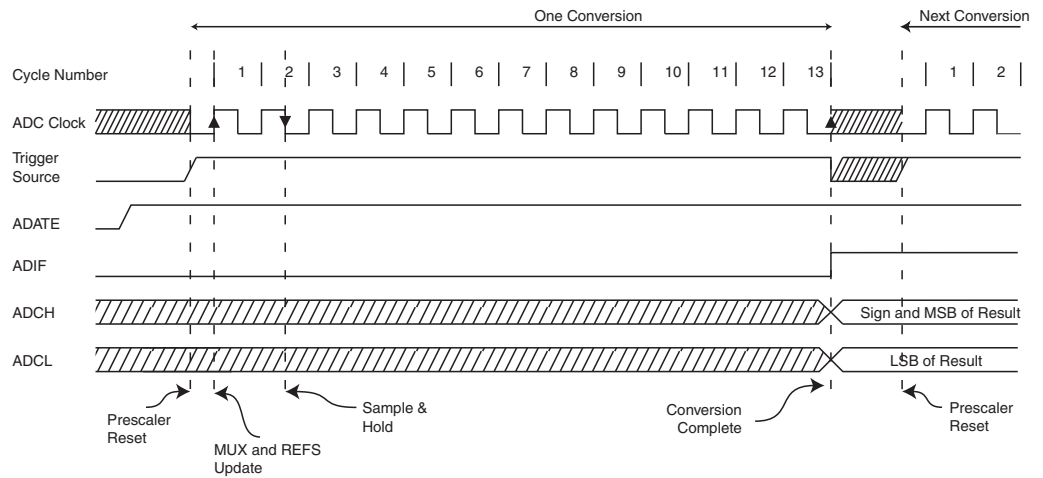 One Conversion
Next Conversion
Cycle Number 1 2 3 4 5 6 7 8 9 10 11 12 13 1 2
ADC Clock
Trigger
Source
ADATE
ADIF
ADCH
Sign and MSB of Result
ADCL
LSB of Result
Prescaler
Reset
MUX and REFS
Update
Sample &
Hold
Conversion
Complete
Prescaler
Reset